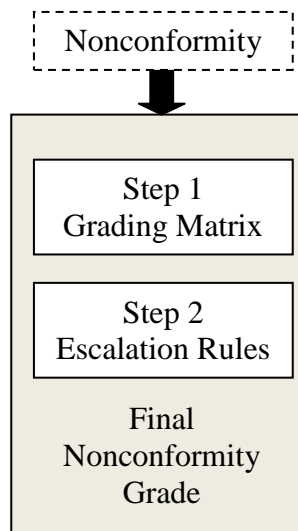 Nonconformity
Step 1
Grading Matrix
Step 2
Escalation Rules
Final
Nonconformity
Grade